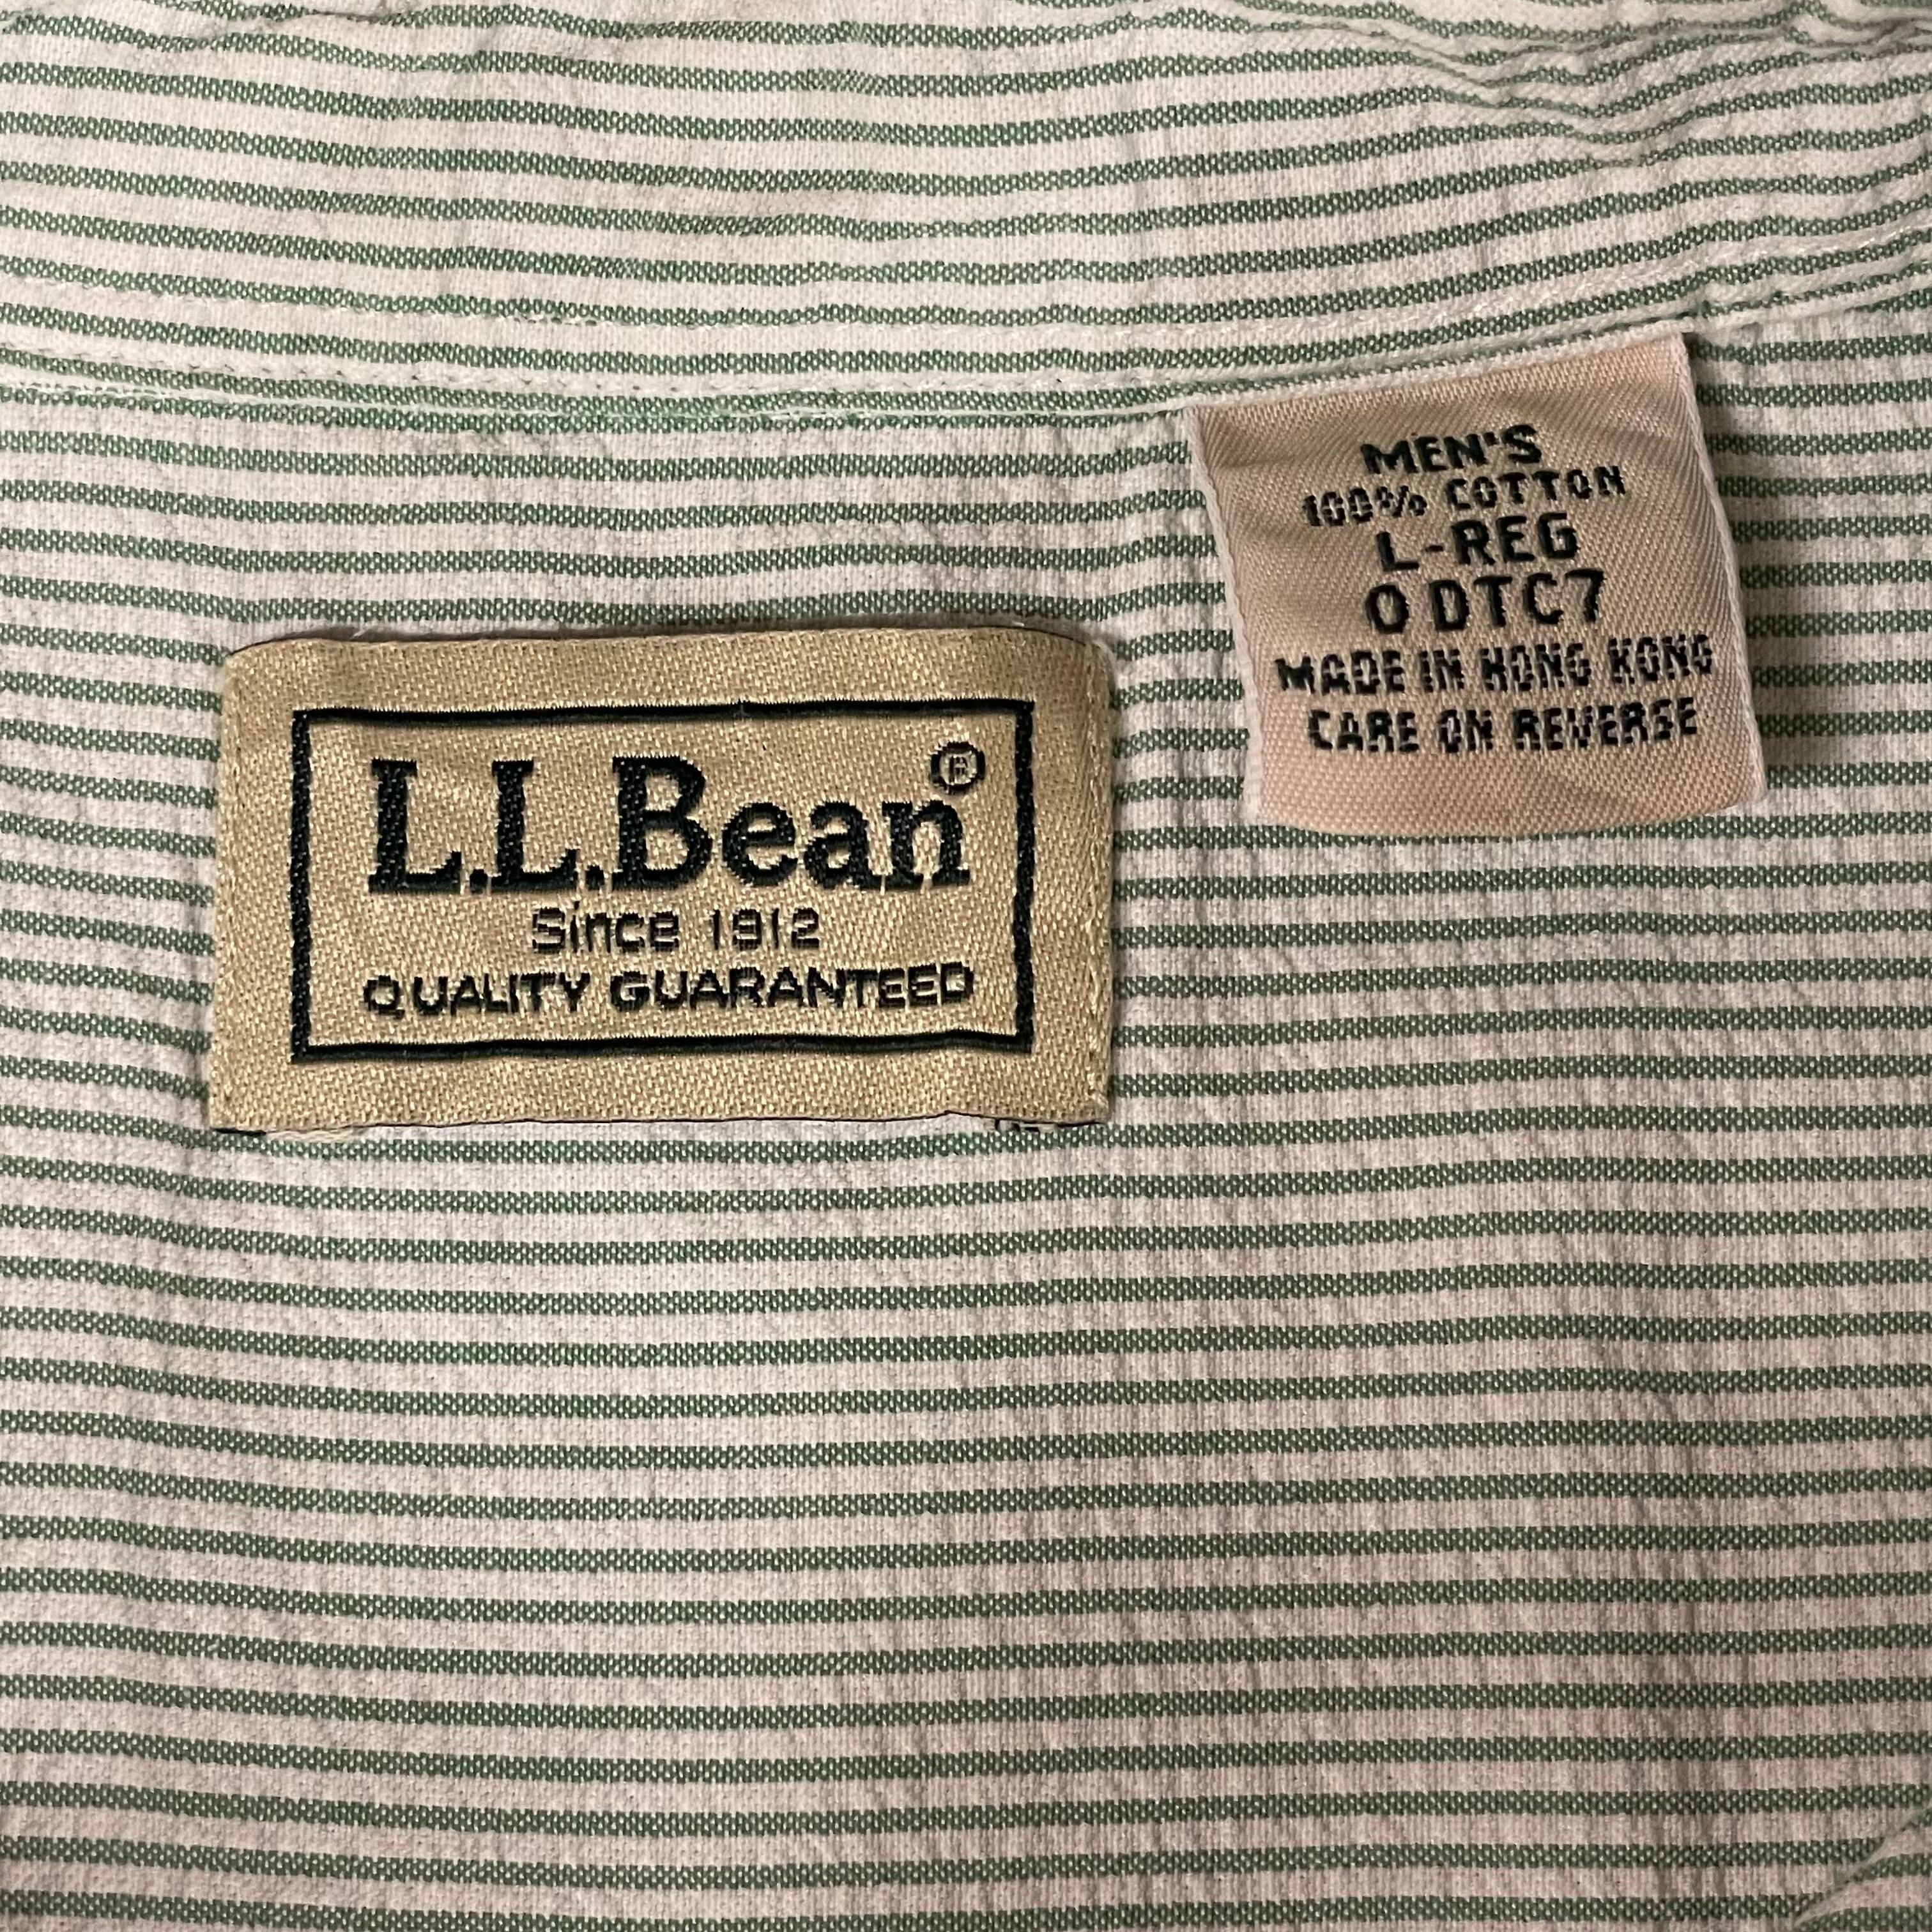 L.L.Bean®
Since 1912
QUALITY GUARANTEED
MEN'S
100% COTTON
L-REG
0 DTC7
MADE IN HONG KONG
CARE ON REVERSE